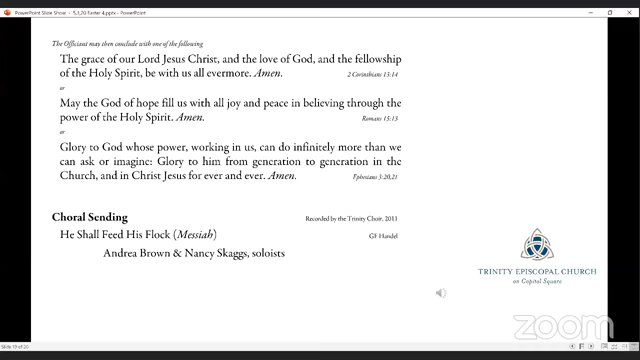 PowerPoint Slide Show - 5.3.20.Easter 4.pptx - PowerPoint
The Officiant may then conclude with one of the following
The grace of our Lord Jesus Christ, and the love of God, and the fellowship
of the Holy Spirit, be with us all evermore. Amen. 2 Corinthians 13:14
or
May the God of hope fill us with all joy and peace in believing through the
power of the Holy Spirit. Amen. Romans 15:13
or
Glory to God whose power, working in us, can do infinitely more than we
can ask or imagine: Glory to him from generation to generation in the
Church, and in Christ Jesus for ever and ever. Amen. Ephesians 3:20,21
Choral Sending Recorded by the Trinity Choir, 2011
He Shall Feed His Flock (Messiah) GF Handel
Andrea Brown & Nancy Skaggs, soloists
TRINITY EPISCOPAL CHURCH
on Capitol Square
zoom